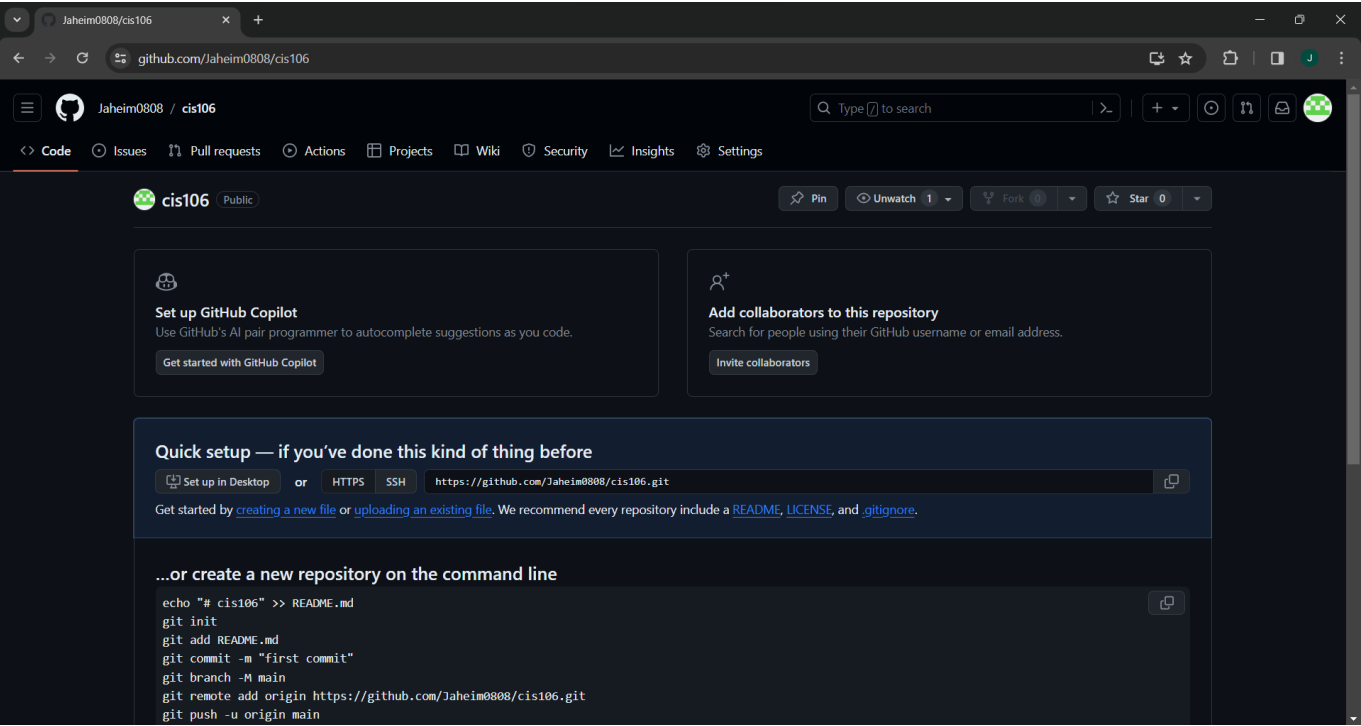 Jaheim0808/cis106
github.com/Jaheim0808/cis106
J
Jaheim0808 / cis106
Type / to search
Code Issues Pull requests Actions Projects Wiki Security Insights Settings
cis106 Public
Pin Unwatch 1 Fork 0 Star 0
Set up GitHub Copilot
Use GitHub's AI pair programmer to autocomplete suggestions as you code.
Get started with GitHub Copilot
Add collaborators to this repository
Search for people using their GitHub username or email address.
Invite collaborators
Quick setup — if you've done this kind of thing before
Set up in Desktop or HTTPS SSH https://github.com/Jaheim0808/cis106.git
Get started by creating a new file or uploading an existing file. We recommend every repository include a README, LICENSE, and .gitignore.
...or create a new repository on the command line
echo "# cis106" >> README.md
git init
git add README.md
git commit -m "first commit"
git branch -M main
git remote add origin https://github.com/Jaheim0808/cis106.git
git push -u origin main